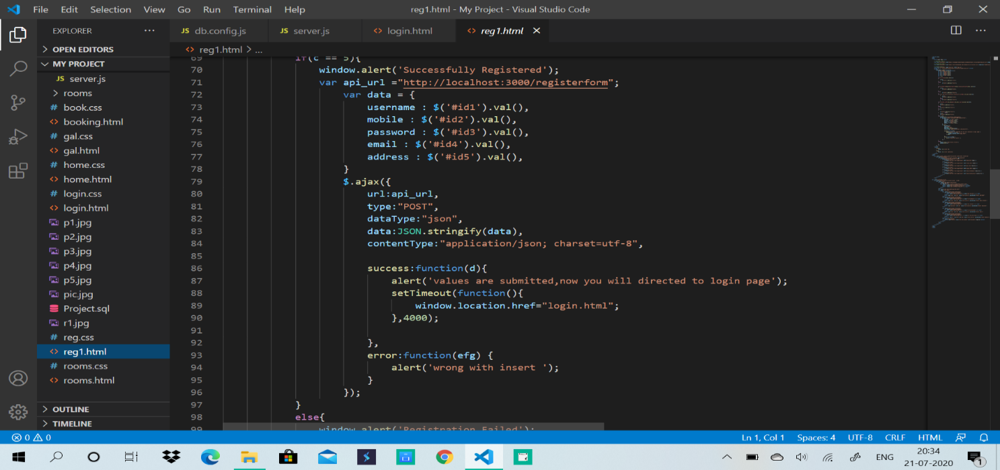 File Edit Selection View Go Run Terminal Help reg1.html - My Project - Visual Studio Code
EXPLORER ...
JS db.config.js JS server.js <> login.html <> reg1.html ×
> OPEN EDITORS
<> reg1.html > ...
MY PROJECT
JS server.js
> rooms
# book.css
<> booking.html
# gal.css
<> gal.html
# home.css
<> home.html
# login.css
<> login.html
p1.jpg
p2.jpg
p3.jpg
p4.jpg
p5.jpg
pic.jpg
Project.sql
r1.jpg
# reg.css
<> reg1.html
# rooms.css
<> rooms.html
> OUTLINE
> TIMELINE
69 if(c == 5){
70 window.alert('Successfully Registered');
71 var api_url ="http://localhost:3000/registerform";
72 var data = {
73 username : $('#id1').val(),
74 mobile : $('#id2').val(),
75 password : $('#id3').val(),
76 email : $('#id4').val(),
77 address : $('#id5').val(),
78 }
79 $.ajax({
80 url:api_url,
81 type:"POST",
82 dataType:"json",
83 data:JSON.stringify(data),
84 contentType:"application/json; charset=utf-8",
85
86 success:function(d){
87 alert('values are submitted,now you will directed to login page');
88 setTimeout(function(){
89 window.location.href="login.html";
90 },4000);
91
92 },
93 error:function(efg) {
94 alert('wrong with insert ');
95 }
96 });
97 }
98 else{
99 window.alert('Registration Failed');
0 0 Ln 1, Col 1 Spaces: 4 UTF-8 CRLF HTML
ENG 20:34
21-07-2020 1